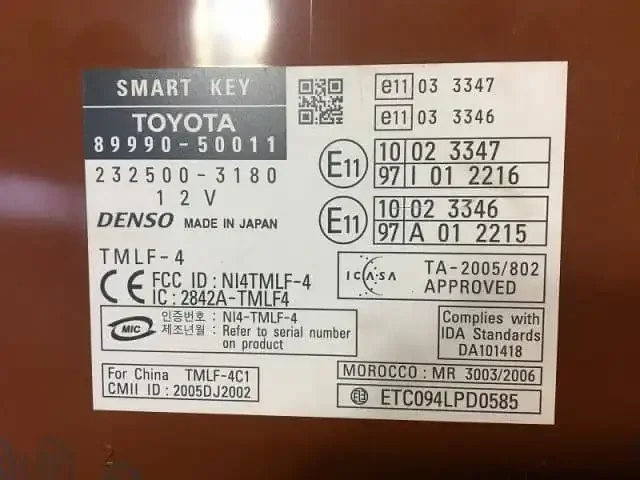 SMART KEY
TOYOTA
89990-50011
232500-3180
12V
DENSO MADE IN JAPAN
TMLF-4
CE FCC ID : NI4TMLF-4
IC : 2842A-TMLF4
MIC 인증번호 : NI4-TMLF-4
제조년월 : Refer to serial number
on product
For China TMLF-4C1
CMII ID : 2005DJ2002
e11 03 3347
e11 03 3346
E11 10 02 3347
97 I 01 2216
E11 10 02 3346
97 A 01 2215
ICASA TA-2005/802
APPROVED
Complies with
IDA Standards
DA101418
MOROCCO : MR 3003/2006
ETC094LPD0585